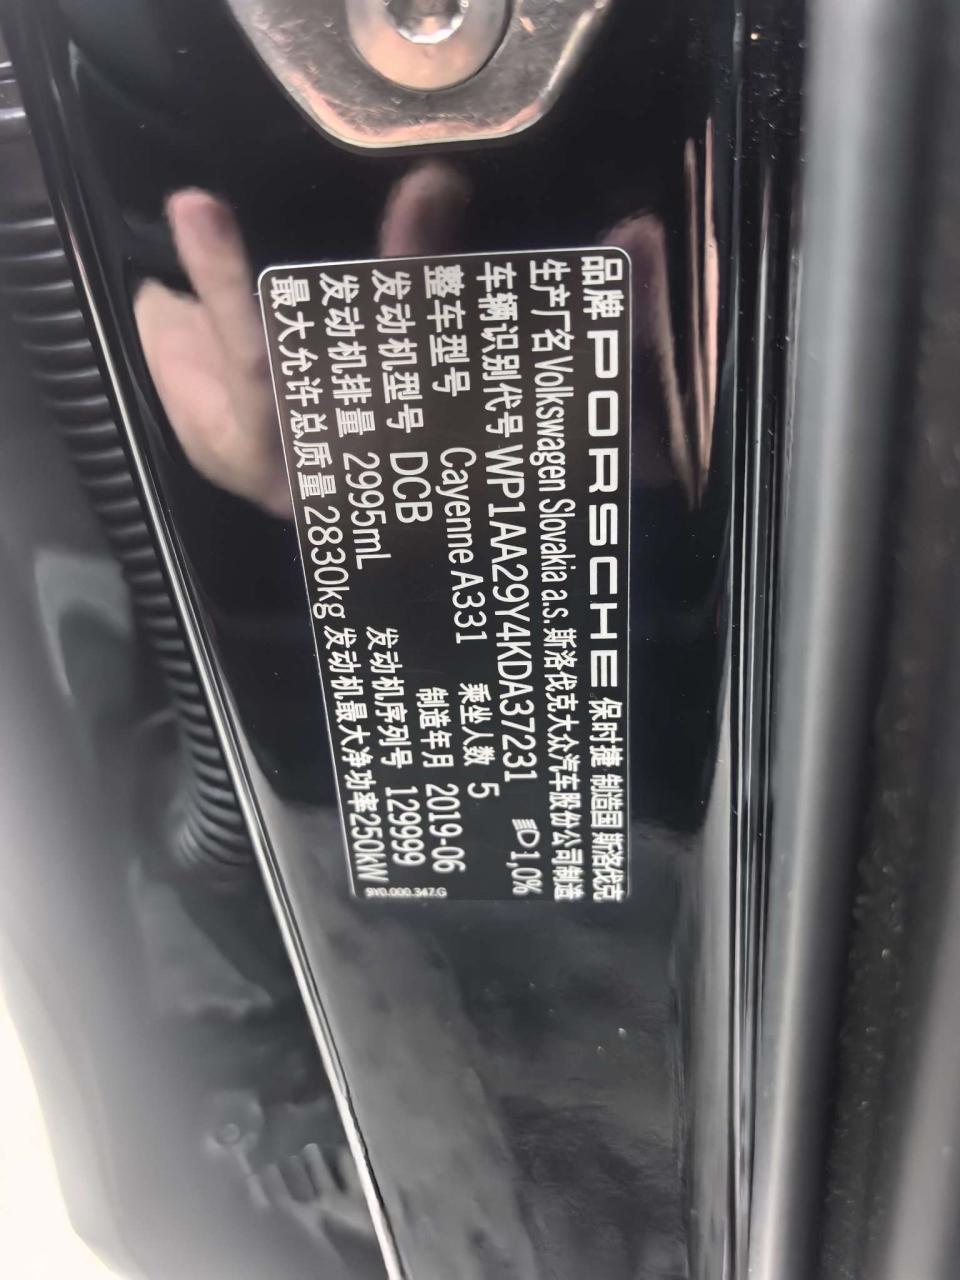 品牌 PORSCHE 保时捷 制造国 斯洛伐克
生产厂名 Volkswagen Slovakia a.s. 斯洛伐克大众汽车股份公司制造
车辆识别代号 WP1AA29Y4KDA37231 1,0%
整车型号 Cayenne A331 乘坐人数 5
发动机型号 DCB 制造年月 2019-06
发动机排量 2995mL 发动机序列号 129999
最大允许总质量 2830kg 发动机最大净功率250kW
9Y0.000.347.G